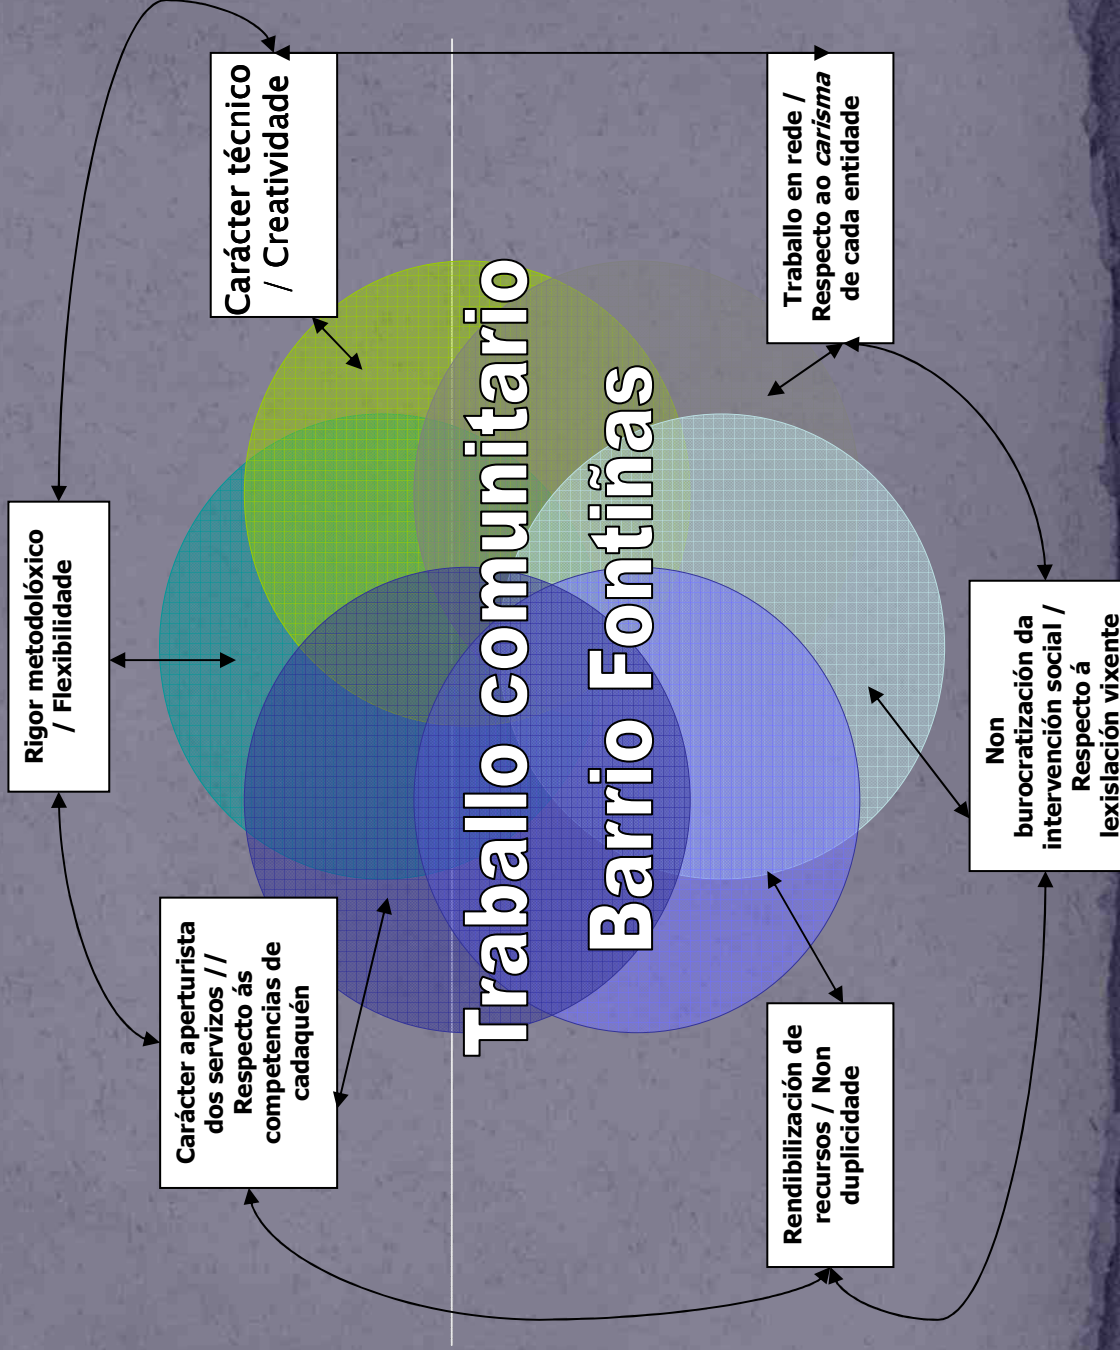 Traballo comunitario
Barrio Fontiñas
Rigor metodolóxico
/ Flexibilidade
Carácter técnico
/ Creatividade
Traballo en rede /
Respecto ao carisma
de cada entidade
Non
burocratización da
intervención social /
Respecto á
lexislación vixente
Rendibilización de
recursos / Non
duplicidade
Carácter aperturista
dos servizos //
Respecto ás
competencias de
cadaquén